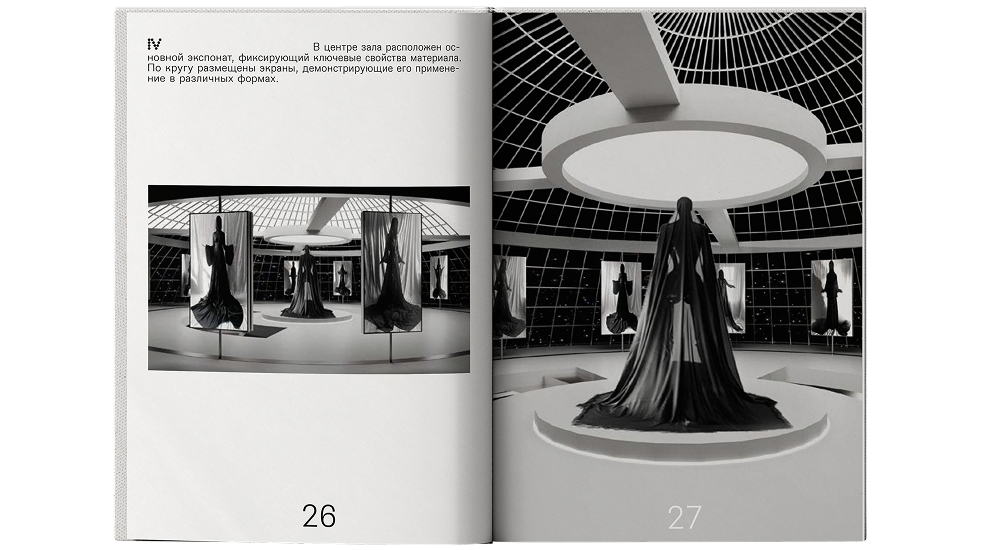 IV
В центре зала расположен ос-
новной экспонат, фиксирующий ключевые свойства материала.
По кругу размещены экраны, демонстрирующие его примене-
ние в различных формах.
26
27